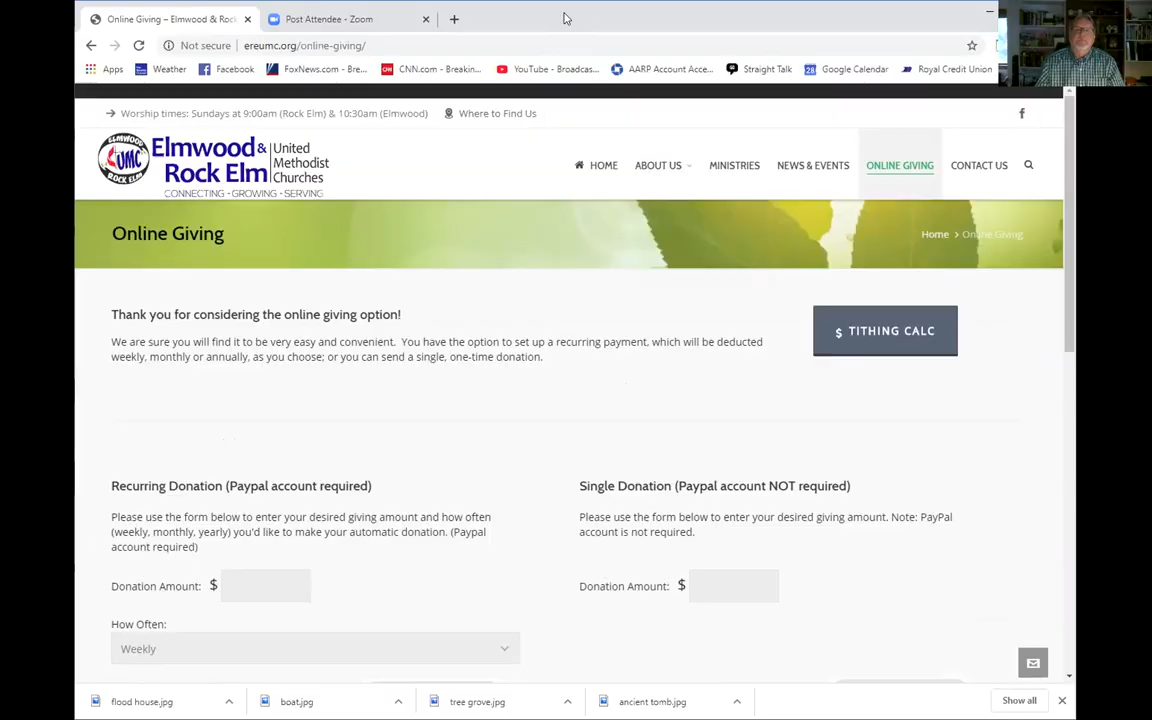 Online Giving – Elmwood & Rock
Post Attendee - Zoom
Not secure
ereumc.org/online-giving/
Apps
Weather
Facebook
FoxNews.com - Bre...
CNN.com - Breakin...
YouTube - Broadcas...
AARP Account Acce...
Straight Talk
Google Calendar
Royal Credit Union
Worship times: Sundays at 9:00am (Rock Elm) & 10:30am (Elmwood)
Where to Find Us
ELMWOOD
UMC
ROCK ELM
Elmwood &
Rock Elm
United
Methodist
Churches
CONNECTING - GROWING - SERVING
HOME
ABOUT US
MINISTRIES
NEWS & EVENTS
ONLINE GIVING
CONTACT US
Online Giving
Home > Online Giving
Thank you for considering the online giving option!
We are sure you will find it to be very easy and convenient. You have the option to set up a recurring payment, which will be deducted
weekly, monthly or annually, as you choose; or you can send a single, one-time donation.
$ TITHING CALC
Recurring Donation (Paypal account required)
Please use the form below to enter your desired giving amount and how often
(weekly, monthly, yearly) you'd like to make your automatic donation. (Paypal
account required)
Donation Amount: $
How Often:
Weekly
Single Donation (Paypal account NOT required)
Please use the form below to enter your desired giving amount. Note: PayPal
account is not required.
Donation Amount: $
flood house.jpg
boat.jpg
tree grove.jpg
ancient tomb.jpg
Show all